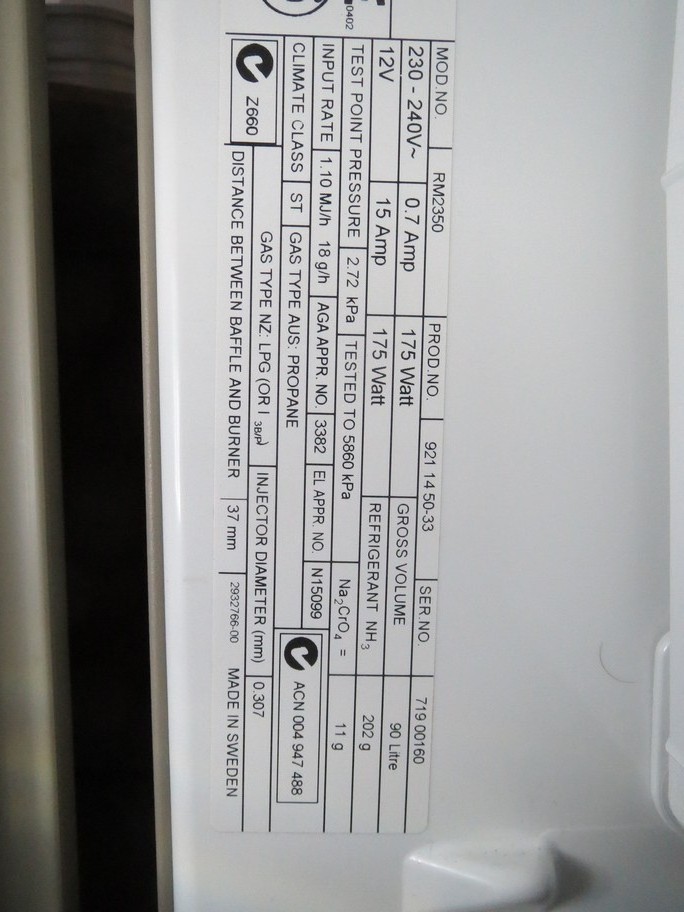 0402
MOD.NO. RM2350 PROD.NO. 921 14 50-33 SER NO. 719 00160
230 - 240V~ 0.7 Amp 175 Watt GROSS VOLUME 90 Litre
12V 15 Amp 175 Watt REFRIGERANT NH3 202 g
TEST POINT PRESSURE 2.72 kPa TESTED TO 5860 kPa Na2CrO4 = 11 g
INPUT RATE 1.10 MJ/h 18 g/h AGA APPR. NO. 3382 EL APPR. NO. N15099
CLIMATE CLASS ST GAS TYPE AUS: PROPANE ACN 004 947 488
Z660 GAS TYPE NZ: LPG (OR I 3B/P) INJECTOR DIAMETER (mm) 0.307
DISTANCE BETWEEN BAFFLE AND BURNER 37 mm 2932766-00 MADE IN SWEDEN